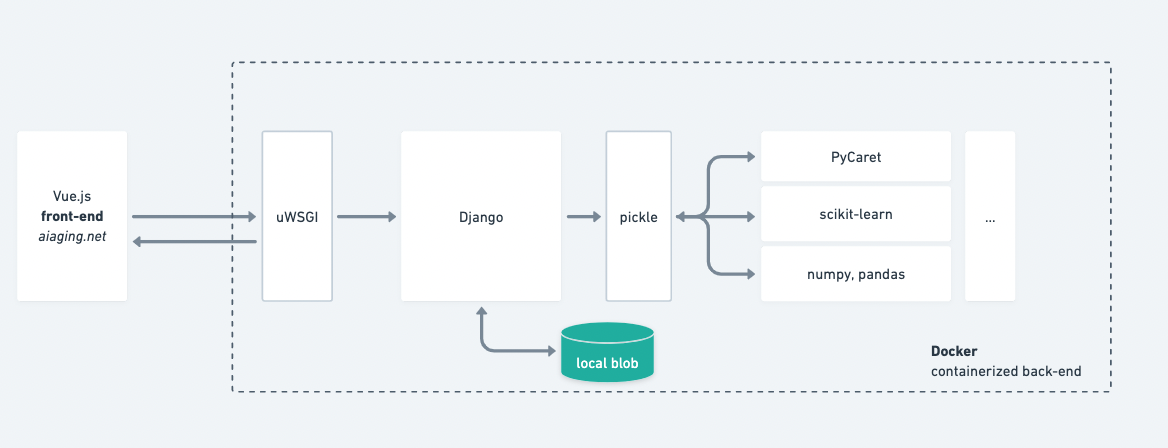 Vue.js
front-end
aiaging.net
uWSGI
Django
pickle
PyCaret
scikit-learn
numpy, pandas
...
local blob
Docker
containerized back-end